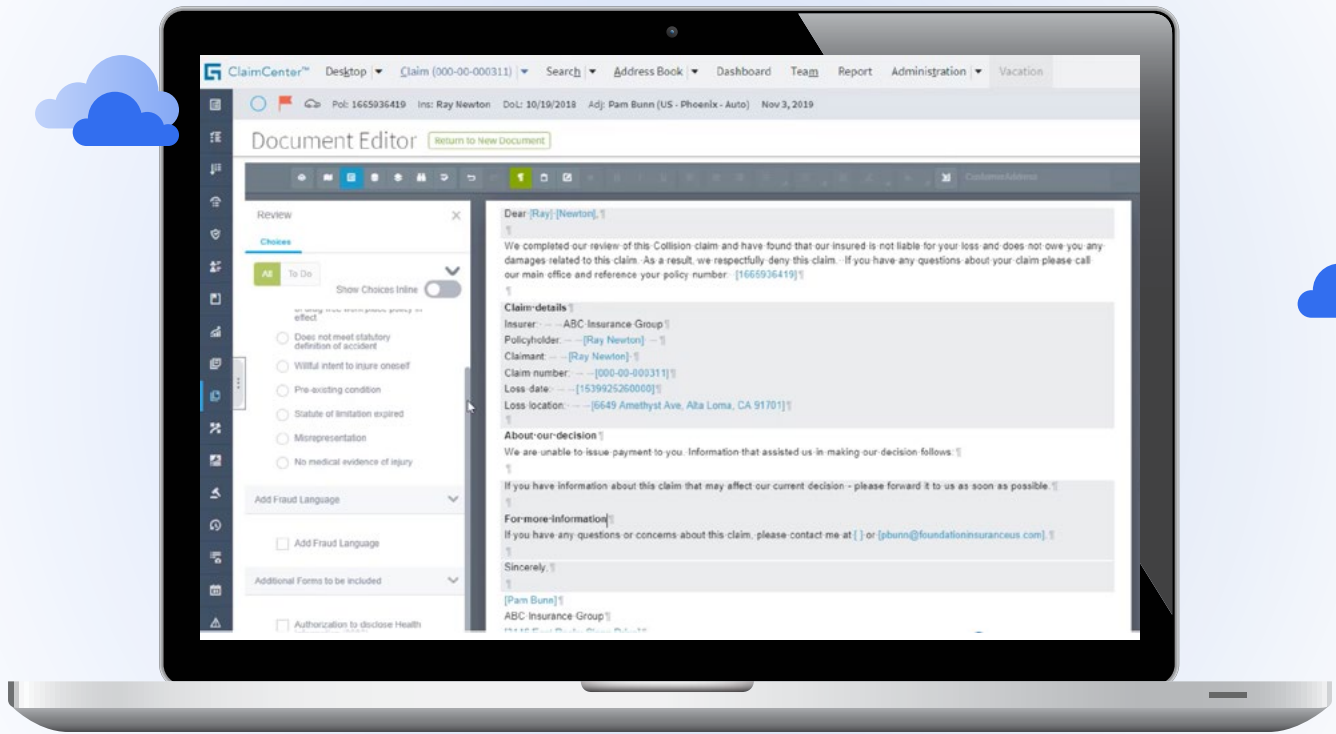 ClaimCenter™ Desktop Claim (000-00-000311) Search Address Book Dashboard Team Report Administration Vacation
Pol: 1665936419 Ins: Ray Newton DoL: 10/19/2018 Adj: Pam Bunn (US - Phoenix - Auto) Nov 3, 2019
Document Editor Return to New Document
CustomerAddress
Review
Choices
All To Do
Show Choices Inline
effect
Does not meet statutory
definition of accident
Willful intent to injure oneself
Pre-existing condition
Statute of limitation expired
Misrepresentation
No medical evidence of injury
Add Fraud Language
Add Fraud Language
Additional Forms to be included
Authorization to disclose Health
Dear [Ray] [Newton],¶
¶
We completed our review of this Collision claim and have found that our insured is not liable for your loss and does not owe you any
damages related to this claim. As a result, we respectfully deny this claim. If you have any questions about your claim please call
our main office and reference your policy number: [1665936419]¶
¶
Claim details¶
Insurer: ABC Insurance Group¶
Policyholder: [Ray Newton] ¶
Claimant: [Ray Newton] ¶
Claim number: [000-00-000311]¶
Loss date: [1539925260000]¶
Loss location: [6649 Amethyst Ave, Alta Loma, CA 91701]¶
¶
About our decision¶
We are unable to issue payment to you. Information that assisted us in making our decision follows: ¶
¶
If you have information about this claim that may affect our current decision - please forward it to us as soon as possible. ¶
¶
For more information¶
If you have any questions or concerns about this claim, please contact me at [ ] or [pbunn@foundationinsuranceus.com]. ¶
¶
Sincerely, ¶
¶
[Pam Bunn]¶
ABC Insurance Group¶